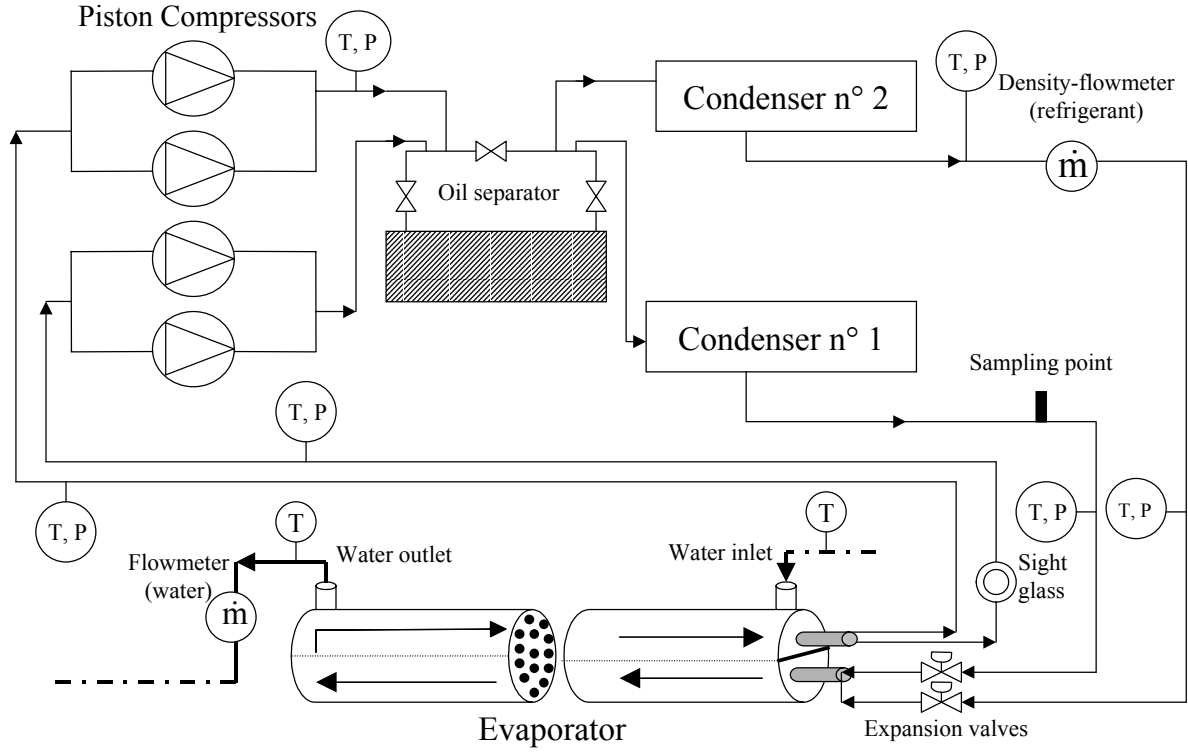 Piston Compressors
T, P
T, P
Density-flowmeter
(refrigerant)
Condenser n° 2
ṁ
Oil separator
Condenser n° 1
Sampling point
T, P
T, P
T, P
T, P
T
T
Water outlet
Water inlet
Flowmeter
(water)
Sight
glass
ṁ
Expansion valves
Evaporator